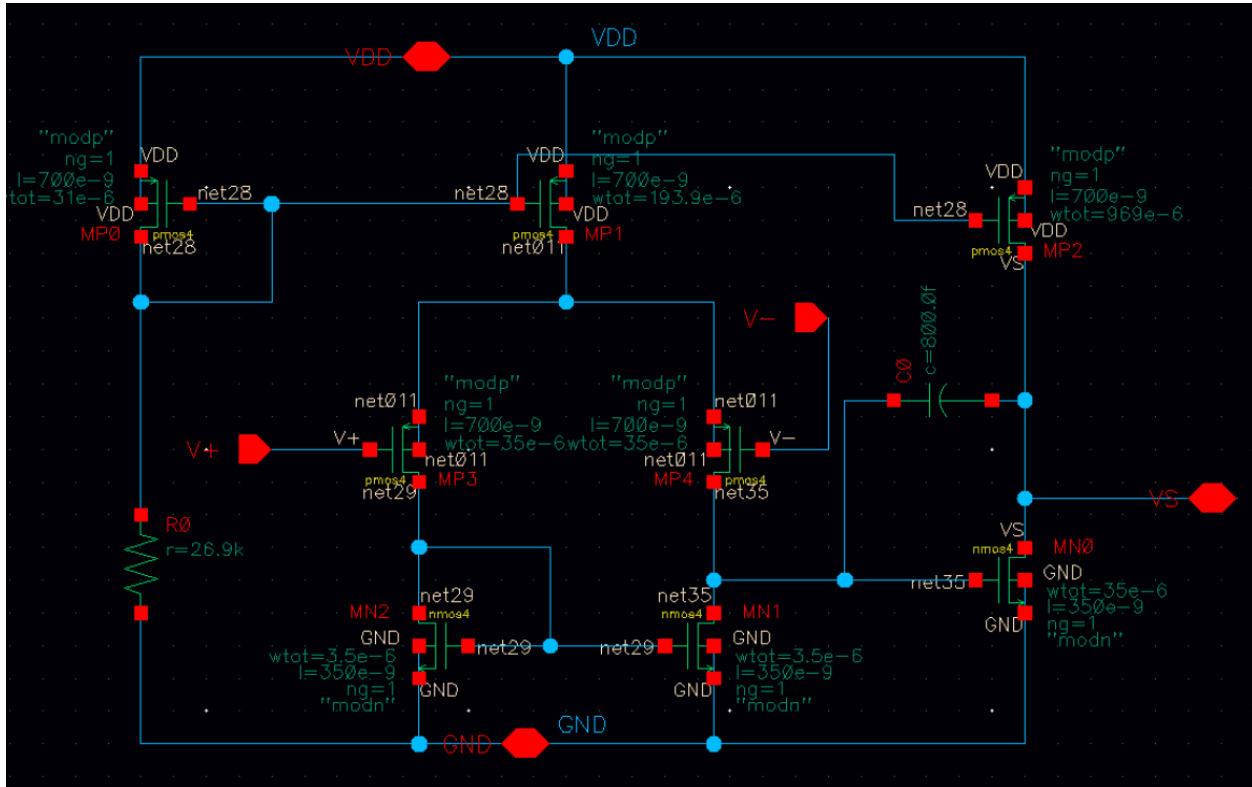 VDD
VDD
"modp"
ng=1
VDD
l=700e-9
wtot=31e-6
VDD
net28
MP0
pmos4
net28
"modp"
ng=1
VDD
l=700e-9
wtot=193.9e-6
net28
VDD
pmos4
MP1
net011
"modp"
ng=1
VDD
l=700e-9
wtot=969e-6
net28
VDD
pmos4
MP2
VS
V-
C0
c=800.0f
"modp"
ng=1
net011
l=700e-9
wtot=35e-6
V+
V+
net011
pmos4
MP3
net29
"modp"
ng=1
net011
l=700e-9
wtot=35e-6
V-
net011
MP4
pmos4
net35
R0
r=26.9k
VS
VS
nmos4
MN0
net35
GND
wtot=35e-6
l=350e-9
ng=1
GND
"modn"
net29
MN2
nmos4
GND
net29
wtot=3.5e-6
l=350e-9
ng=1
GND
"modn"
net35
nmos4
MN1
net29
GND
wtot=3.5e-6
l=350e-9
ng=1
GND
"modn"
GND
GND